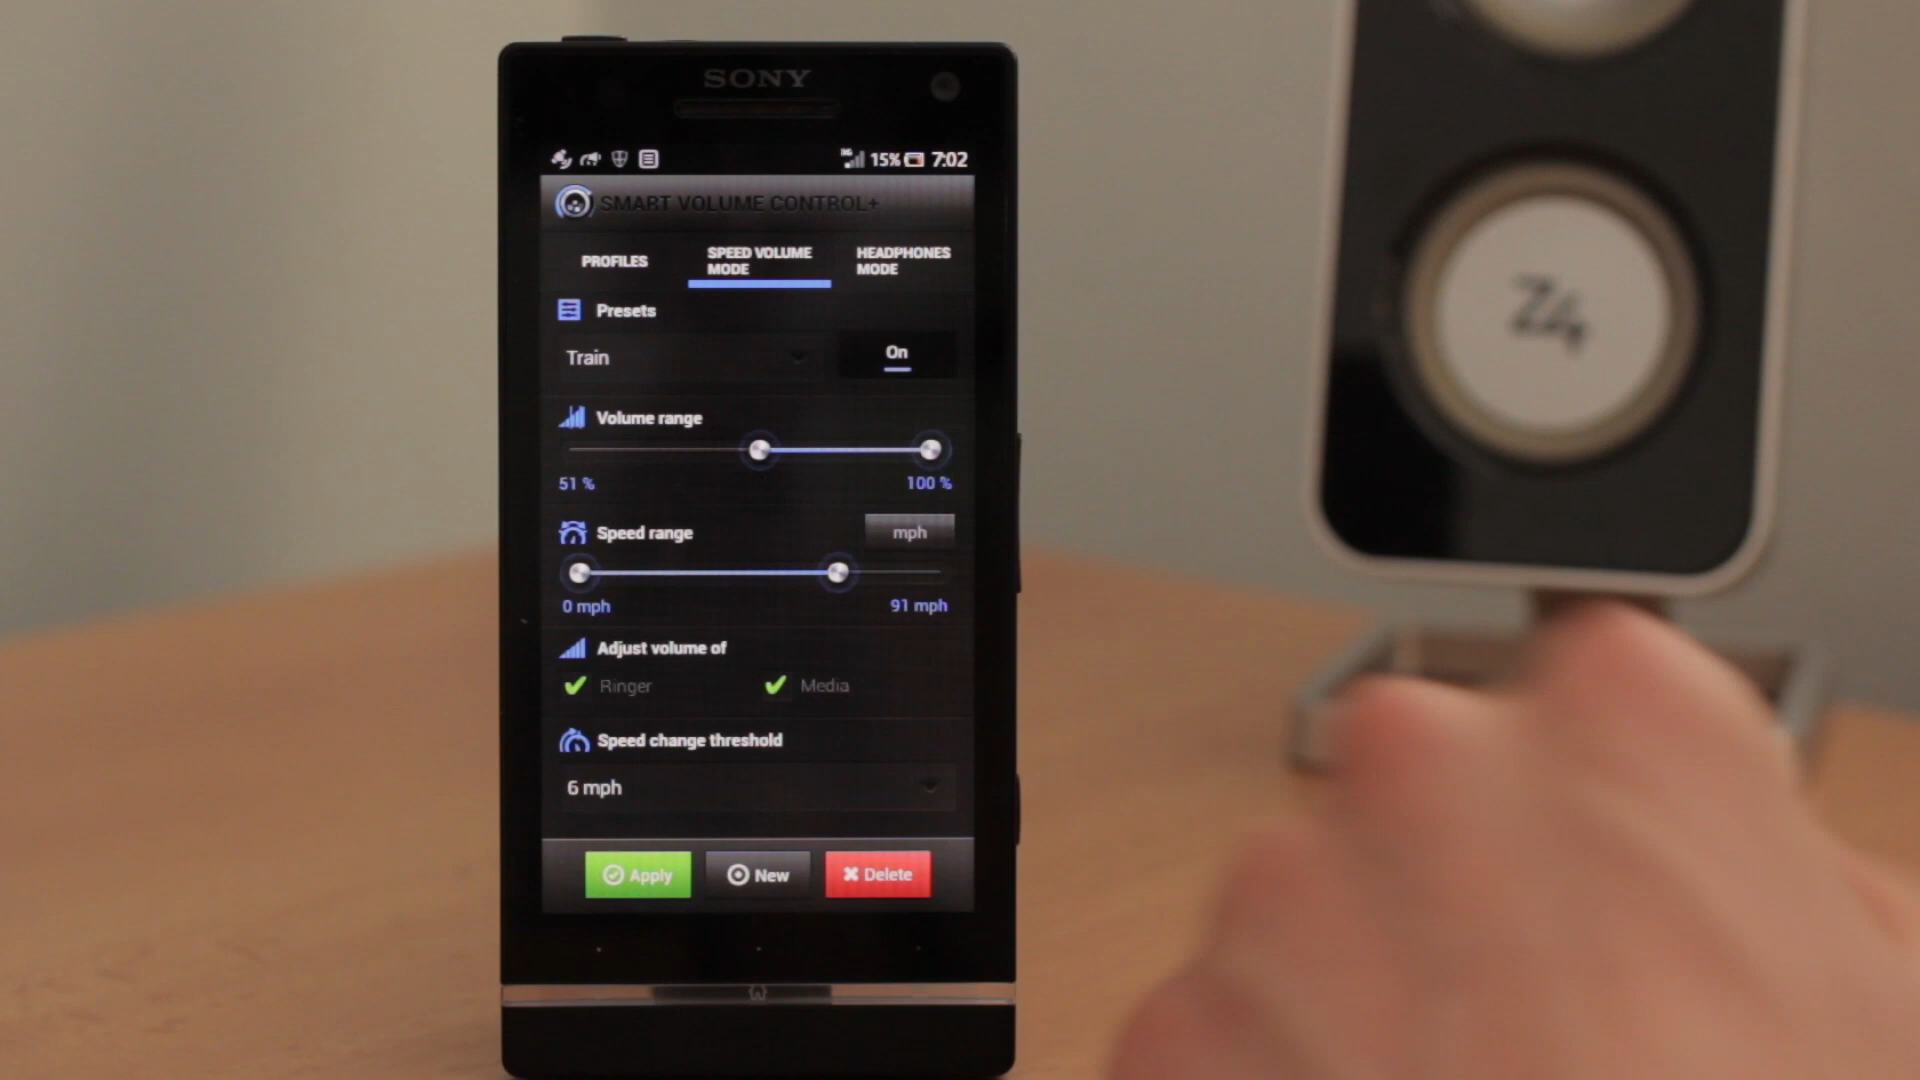 SONY
15% 7:02
SMART VOLUME CONTROL+
PROFILES
SPEED VOLUME
MODE
HEADPHONES
MODE
Presets
Train
On
Volume range
51 %
100 %
Speed range
mph
0 mph
91 mph
Adjust volume of
Ringer
Media
Speed change threshold
6 mph
Apply
New
Delete
Z4